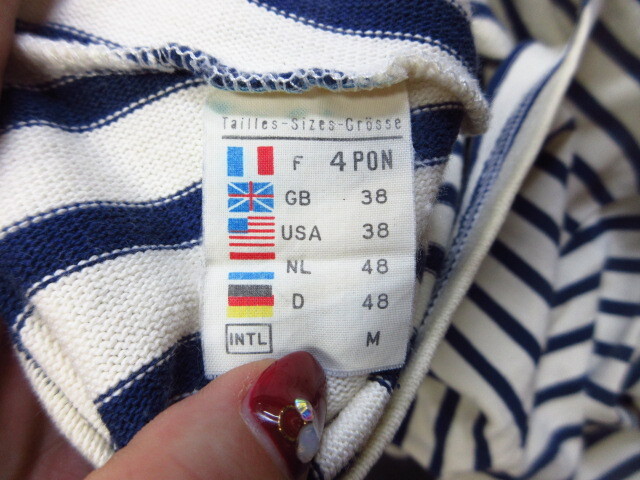 Tailles-Sizes-Grösse
F 4 PON
GB 38
USA 38
NL 48
D 48
INTL M